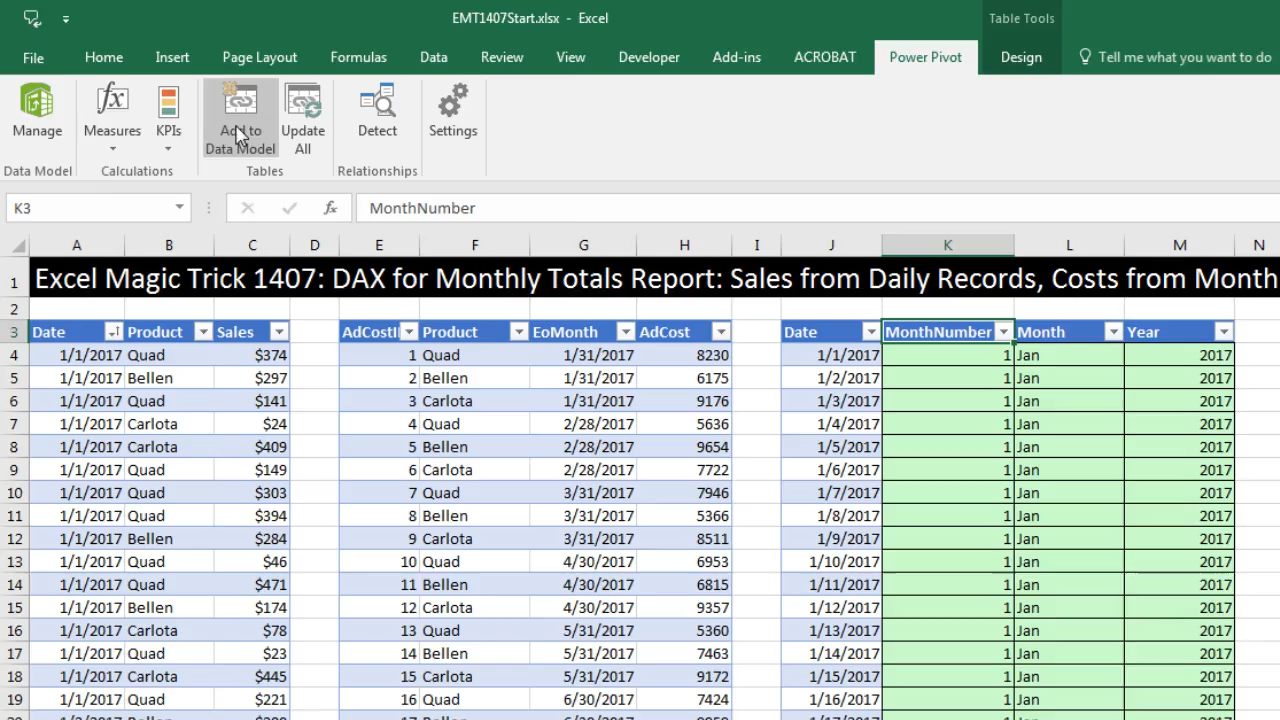 EMT1407Start.xlsx - Excel
Table Tools
File Home Insert Page Layout Formulas Data Review View Developer Add-ins ACROBAT Power Pivot Design Tell me what you want to do
Manage Measures KPIs Add to Data Model Update All Detect Settings
Data Model Calculations Tables Relationships
K3 fx MonthNumber
A B C D E F G H I J K L M N
1 Excel Magic Trick 1407: DAX for Monthly Totals Report: Sales from Daily Records, Costs from Month
2
3 Date Product Sales AdCostI Product EoMonth AdCost Date MonthNumber Month Year
4 1/1/2017 Quad $374 1 Quad 1/31/2017 8230 1/1/2017 1 Jan 2017
5 1/1/2017 Bellen $297 2 Bellen 1/31/2017 6175 1/2/2017 1 Jan 2017
6 1/1/2017 Quad $141 3 Carlota 1/31/2017 9176 1/3/2017 1 Jan 2017
7 1/1/2017 Carlota $24 4 Quad 2/28/2017 5636 1/4/2017 1 Jan 2017
8 1/1/2017 Carlota $409 5 Bellen 2/28/2017 9654 1/5/2017 1 Jan 2017
9 1/1/2017 Quad $149 6 Carlota 2/28/2017 7722 1/6/2017 1 Jan 2017
10 1/1/2017 Quad $303 7 Quad 3/31/2017 7946 1/7/2017 1 Jan 2017
11 1/1/2017 Quad $394 8 Bellen 3/31/2017 5366 1/8/2017 1 Jan 2017
12 1/1/2017 Bellen $284 9 Carlota 3/31/2017 8511 1/9/2017 1 Jan 2017
13 1/1/2017 Quad $46 10 Quad 4/30/2017 6953 1/10/2017 1 Jan 2017
14 1/1/2017 Quad $471 11 Bellen 4/30/2017 6815 1/11/2017 1 Jan 2017
15 1/1/2017 Bellen $174 12 Carlota 4/30/2017 9357 1/12/2017 1 Jan 2017
16 1/1/2017 Carlota $78 13 Quad 5/31/2017 5360 1/13/2017 1 Jan 2017
17 1/1/2017 Quad $23 14 Bellen 5/31/2017 7463 1/14/2017 1 Jan 2017
18 1/1/2017 Carlota $445 15 Carlota 5/31/2017 9172 1/15/2017 1 Jan 2017
19 1/1/2017 Quad $221 16 Quad 6/30/2017 7424 1/16/2017 1 Jan 2017